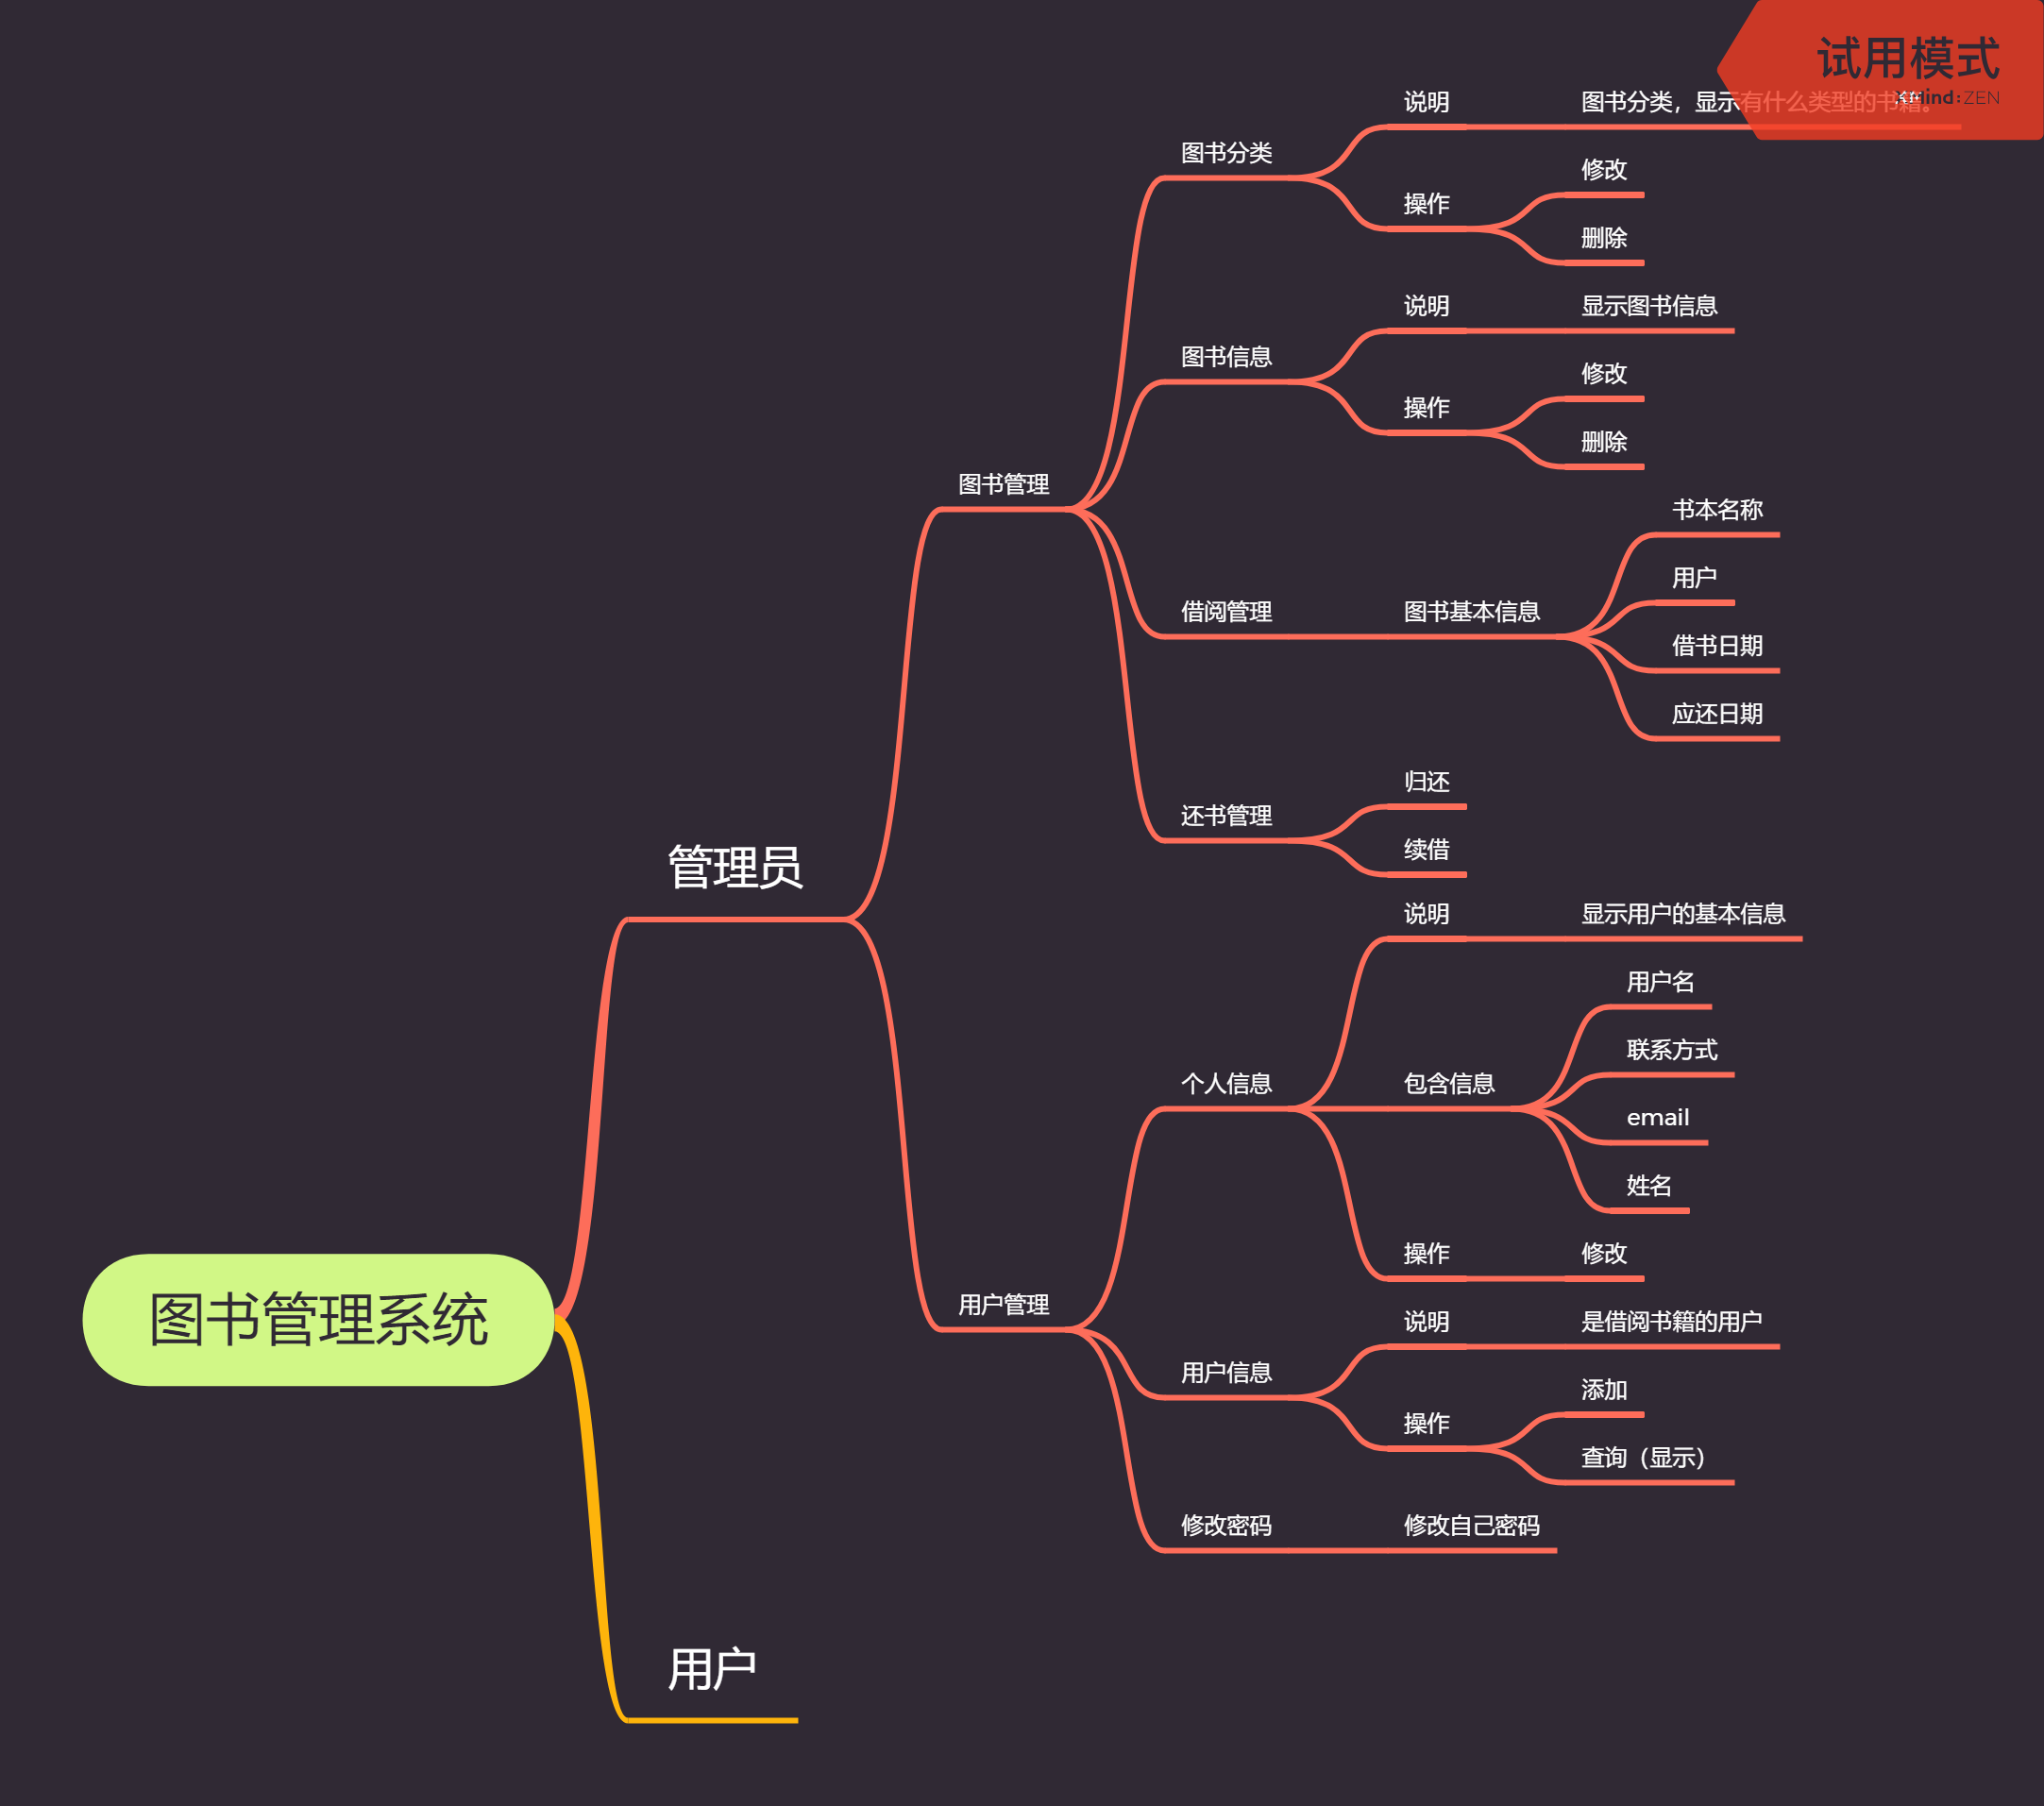 试用模式
XMind:ZEN
图书管理系统
管理员
图书管理
图书分类
说明
图书分类，显示有什么类型的书籍。
操作
修改
删除
图书信息
说明
显示图书信息
操作
修改
删除
借阅管理
图书基本信息
书本名称
用户
借书日期
应还日期
还书管理
归还
续借
用户管理
个人信息
说明
显示用户的基本信息
包含信息
用户名
联系方式
email
姓名
操作
修改
用户信息
说明
是借阅书籍的用户
操作
添加
查询（显示）
修改密码
修改自己密码
用户